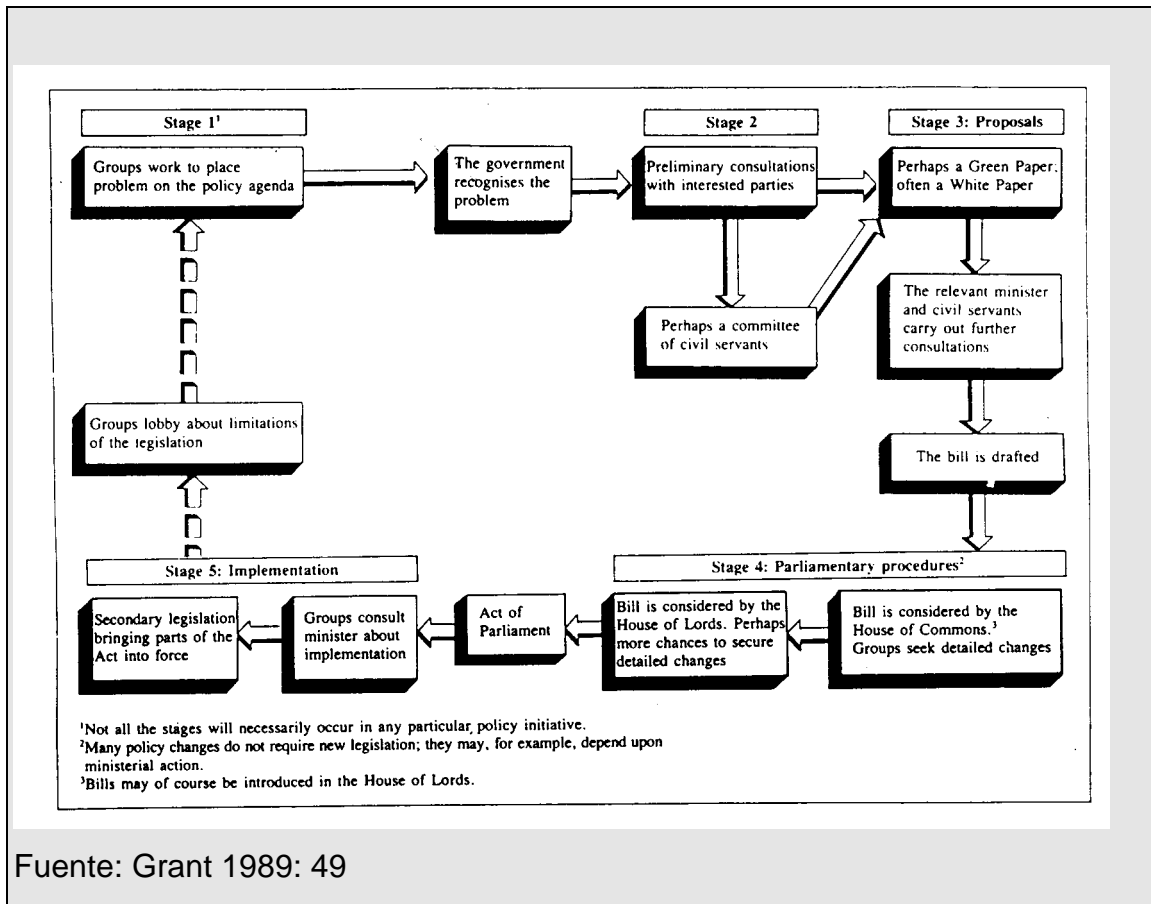 Stage 1¹
Groups work to place
problem on the policy agenda
The government
recognises the
problem
Stage 2
Preliminary consultations
with interested parties
Perhaps a committee
of civil servants
Stage 3: Proposals
Perhaps a Green Paper;
often a White Paper
The relevant minister
and civil servants
carry out further
consultations
The bill is drafted
Stage 4: Parliamentary procedures²
Bill is considered by the
House of Commons.³
Groups seek detailed changes
Bill is considered by the
House of Lords. Perhaps
more chances to secure
detailed changes
Act of
Parliament
Stage 5: Implementation
Groups consult
minister about
implementation
Secondary legislation
bringing parts of the
Act into force
Groups lobby about limitations
of the legislation
¹Not all the stages will necessarily occur in any particular policy initiative.
²Many policy changes do not require new legislation; they may, for example, depend upon
ministerial action.
³Bills may of course be introduced in the House of Lords.
Fuente: Grant 1989: 49